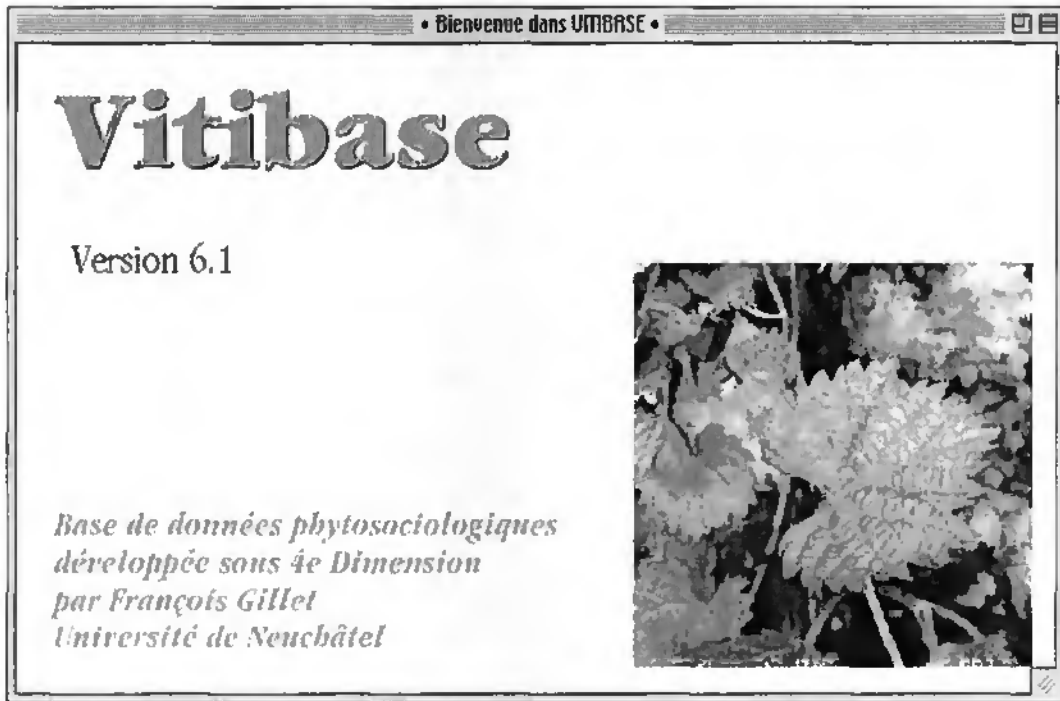 • Bienvenue dans VITIBASE •
Vitibase
Version 6.1
Base de données phytosociologiques
développée sous 4e Dimension
par François Gillet
Université de Neuchâtel